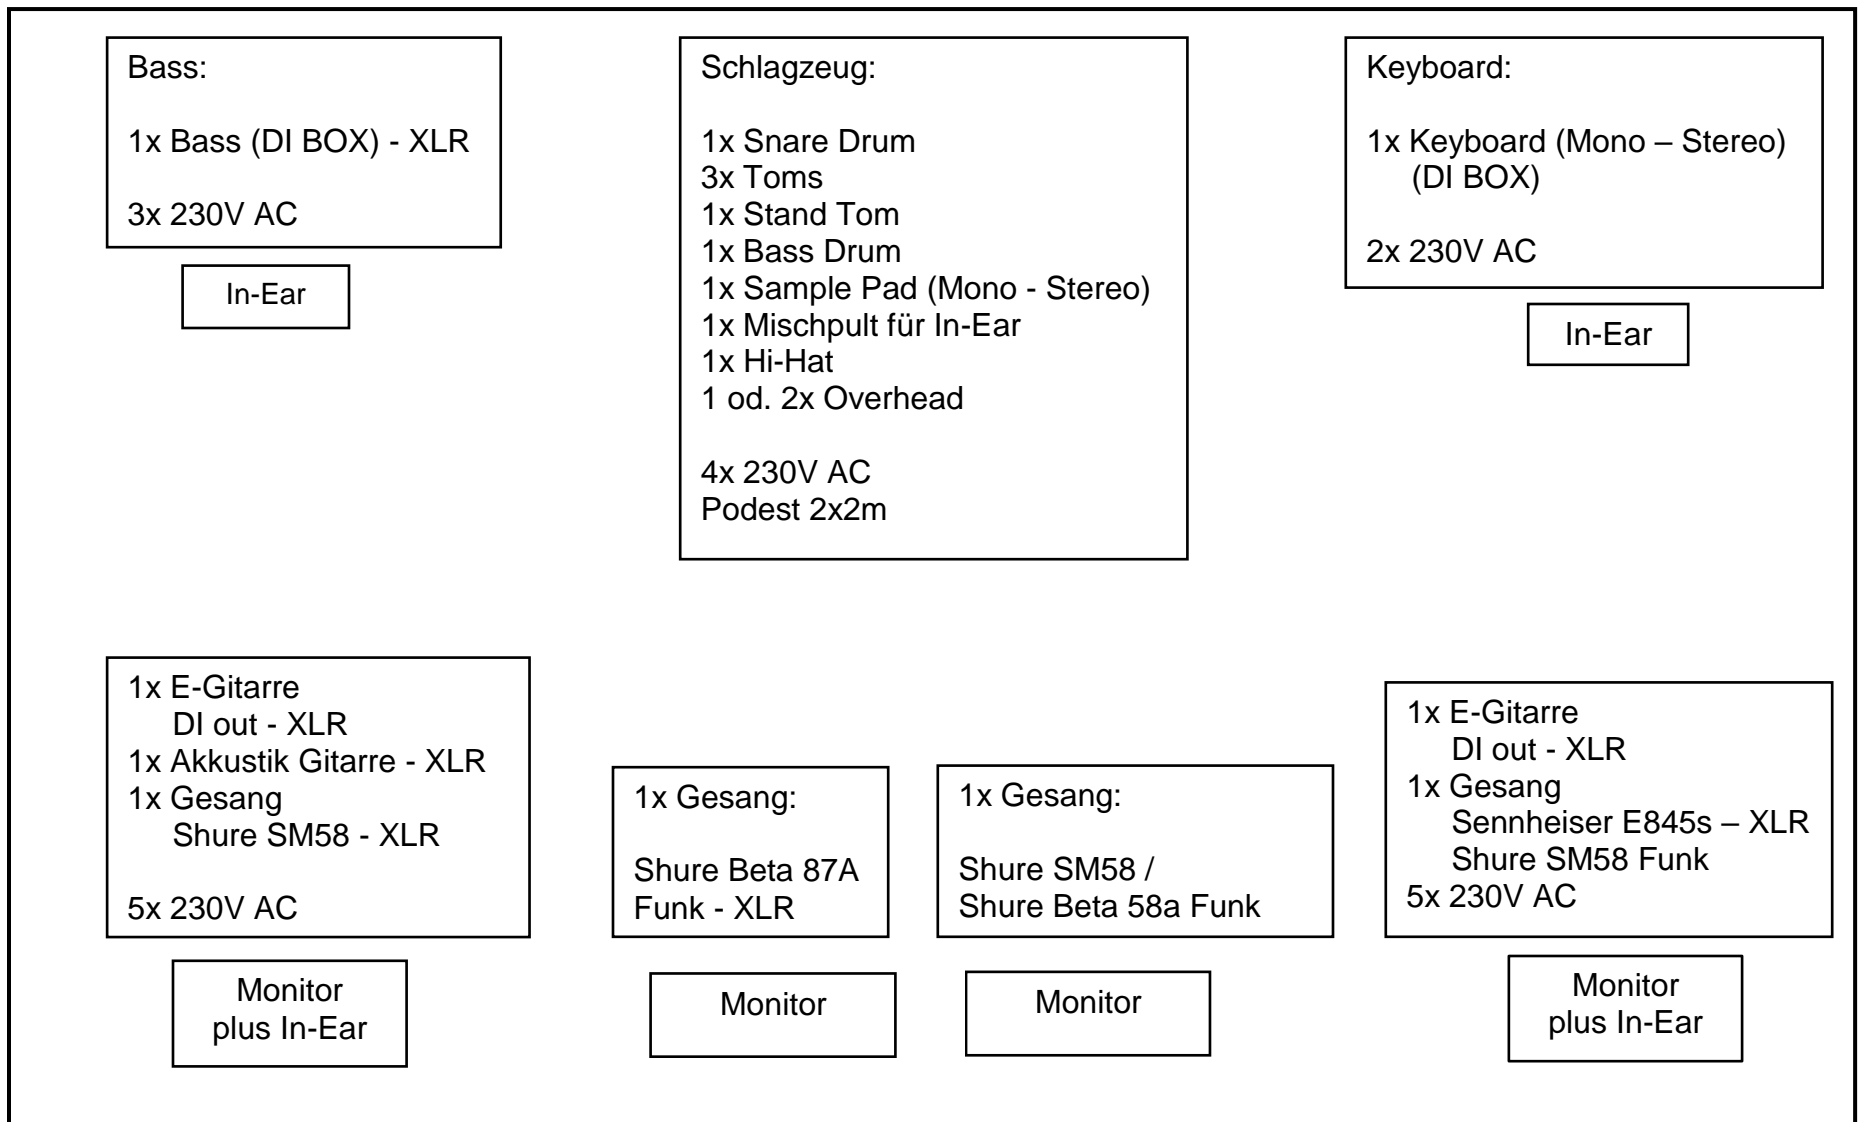 Bass:
1x Bass (DI BOX) - XLR
3x 230V AC
In-Ear
Schlagzeug:
1x Snare Drum
3x Toms
1x Stand Tom
1x Bass Drum
1x Sample Pad (Mono - Stereo)
1x Mischpult für In-Ear
1x Hi-Hat
1 od. 2x Overhead
4x 230V AC
Podest 2x2m
Keyboard:
1x Keyboard (Mono – Stereo)
(DI BOX)
2x 230V AC
In-Ear
1x E-Gitarre
DI out - XLR
1x Akkustik Gitarre - XLR
1x Gesang
Shure SM58 - XLR
5x 230V AC
Monitor
plus In-Ear
1x Gesang:
Shure Beta 87A
Funk - XLR
Monitor
1x Gesang:
Shure SM58 /
Shure Beta 58a Funk
Monitor
1x E-Gitarre
DI out - XLR
1x Gesang
Sennheiser E845s – XLR
Shure SM58 Funk
5x 230V AC
Monitor
plus In-Ear